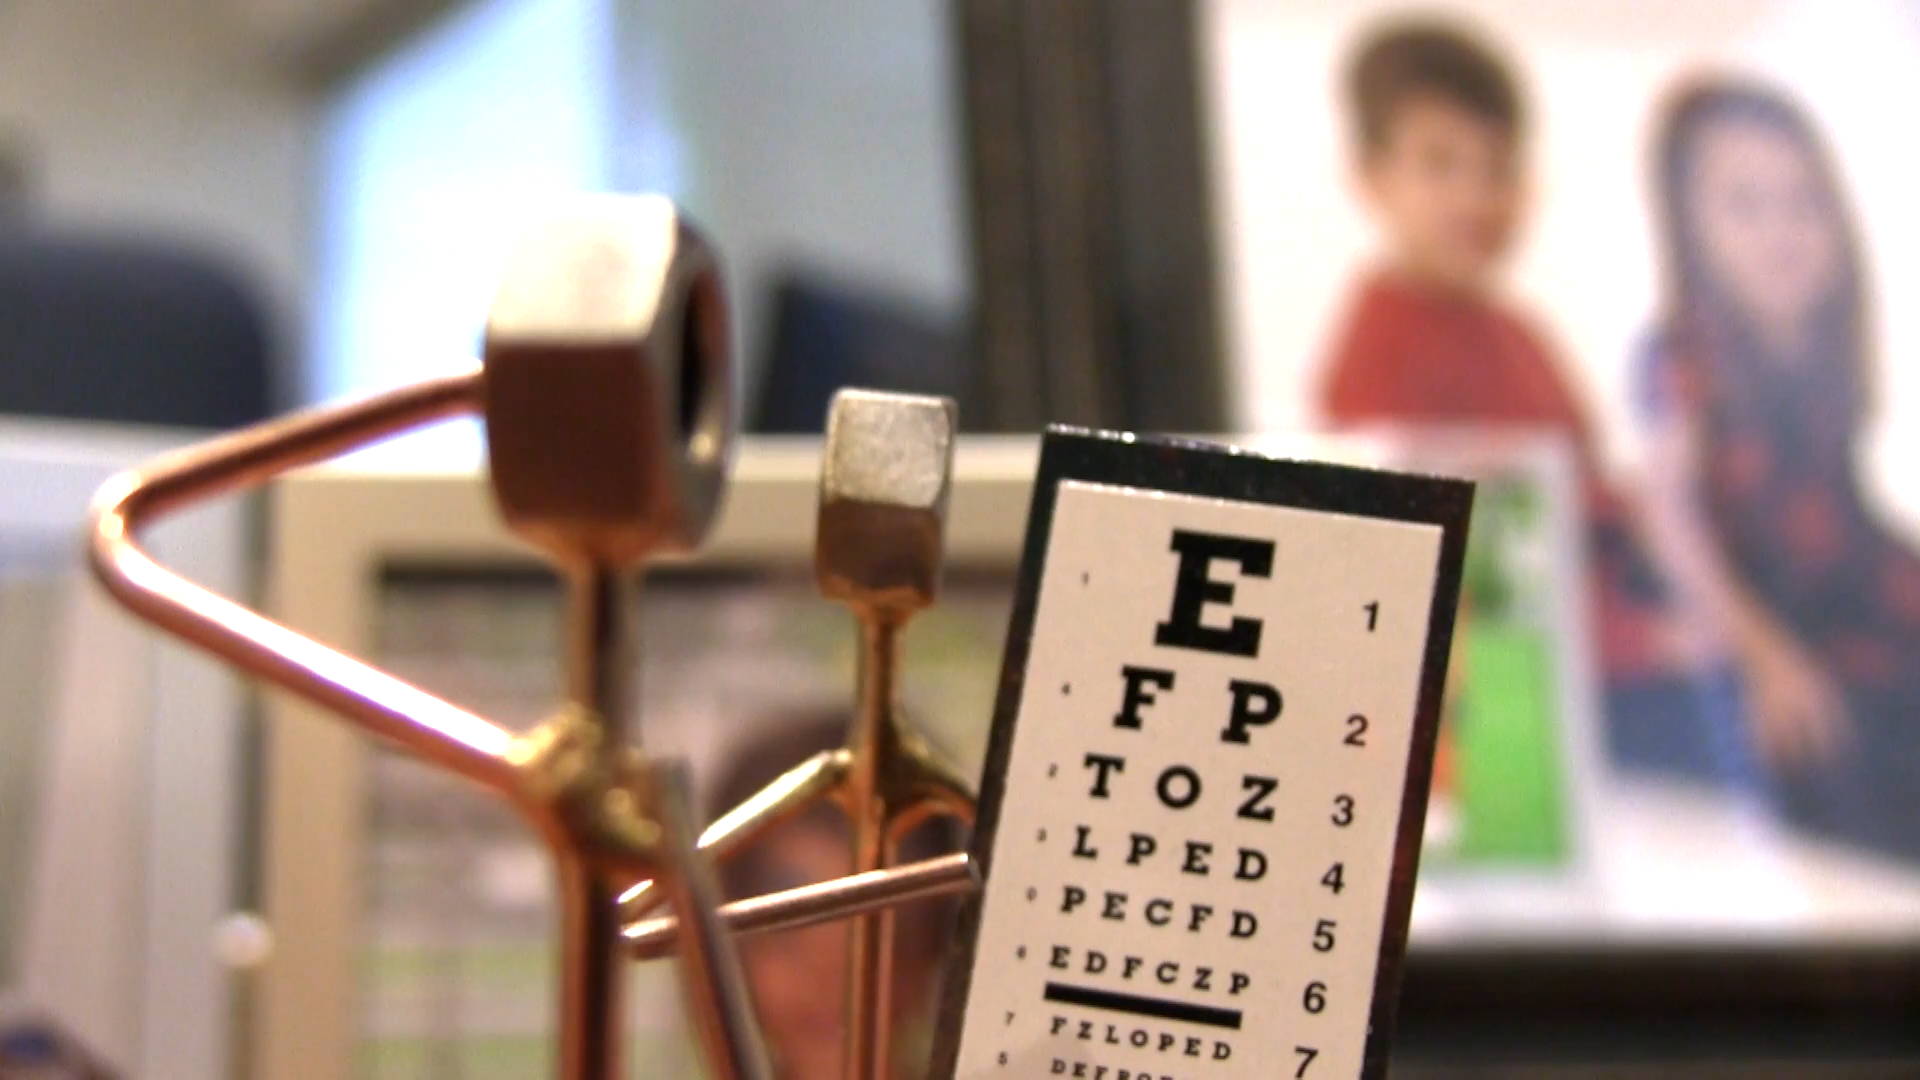 E 1
F P 2
T O Z 3
L P E D 4
P E C F D 5
E D F C Z P 6
F Z L O P E D 7